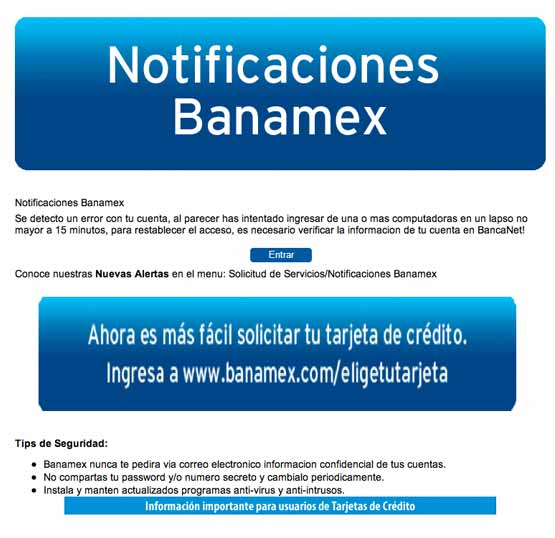 Notificaciones
Banamex
Notificaciones Banamex
Se detecto un error con tu cuenta, al parecer has intentado ingresar de una o mas computadoras en un lapso no
mayor a 15 minutos, para restablecer el acceso, es necesario verificar la informacion de tu cuenta en BancaNet!
Entrar
Conoce nuestras Nuevas Alertas en el menu: Solicitud de Servicios/Notificaciones Banamex
Ahora es más fácil solicitar tu tarjeta de crédito.
Ingresa a www.banamex.com/eligetutarjeta
Tips de Seguridad:
• Banamex nunca te pedira via correo electronico informacion confidencial de tus cuentas.
• No compartas tu password y/o numero secreto y cambialo periodicamente.
• Instala y manten actualizados programas anti-virus y anti-intrusos.
Información importante para usuarios de Tarjetas de Crédito